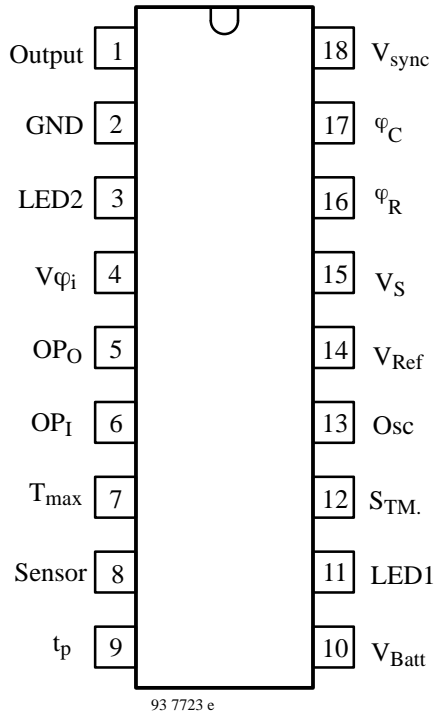 Output 1 18 Vsync
GND 2 17 φC
LED2 3 16 φR
Vφi 4 15 VS
OPO 5 14 VRef
OPI 6 13 Osc
Tmax 7 12 STM.
Sensor 8 11 LED1
tp 9 10 VBatt
93 7723 e